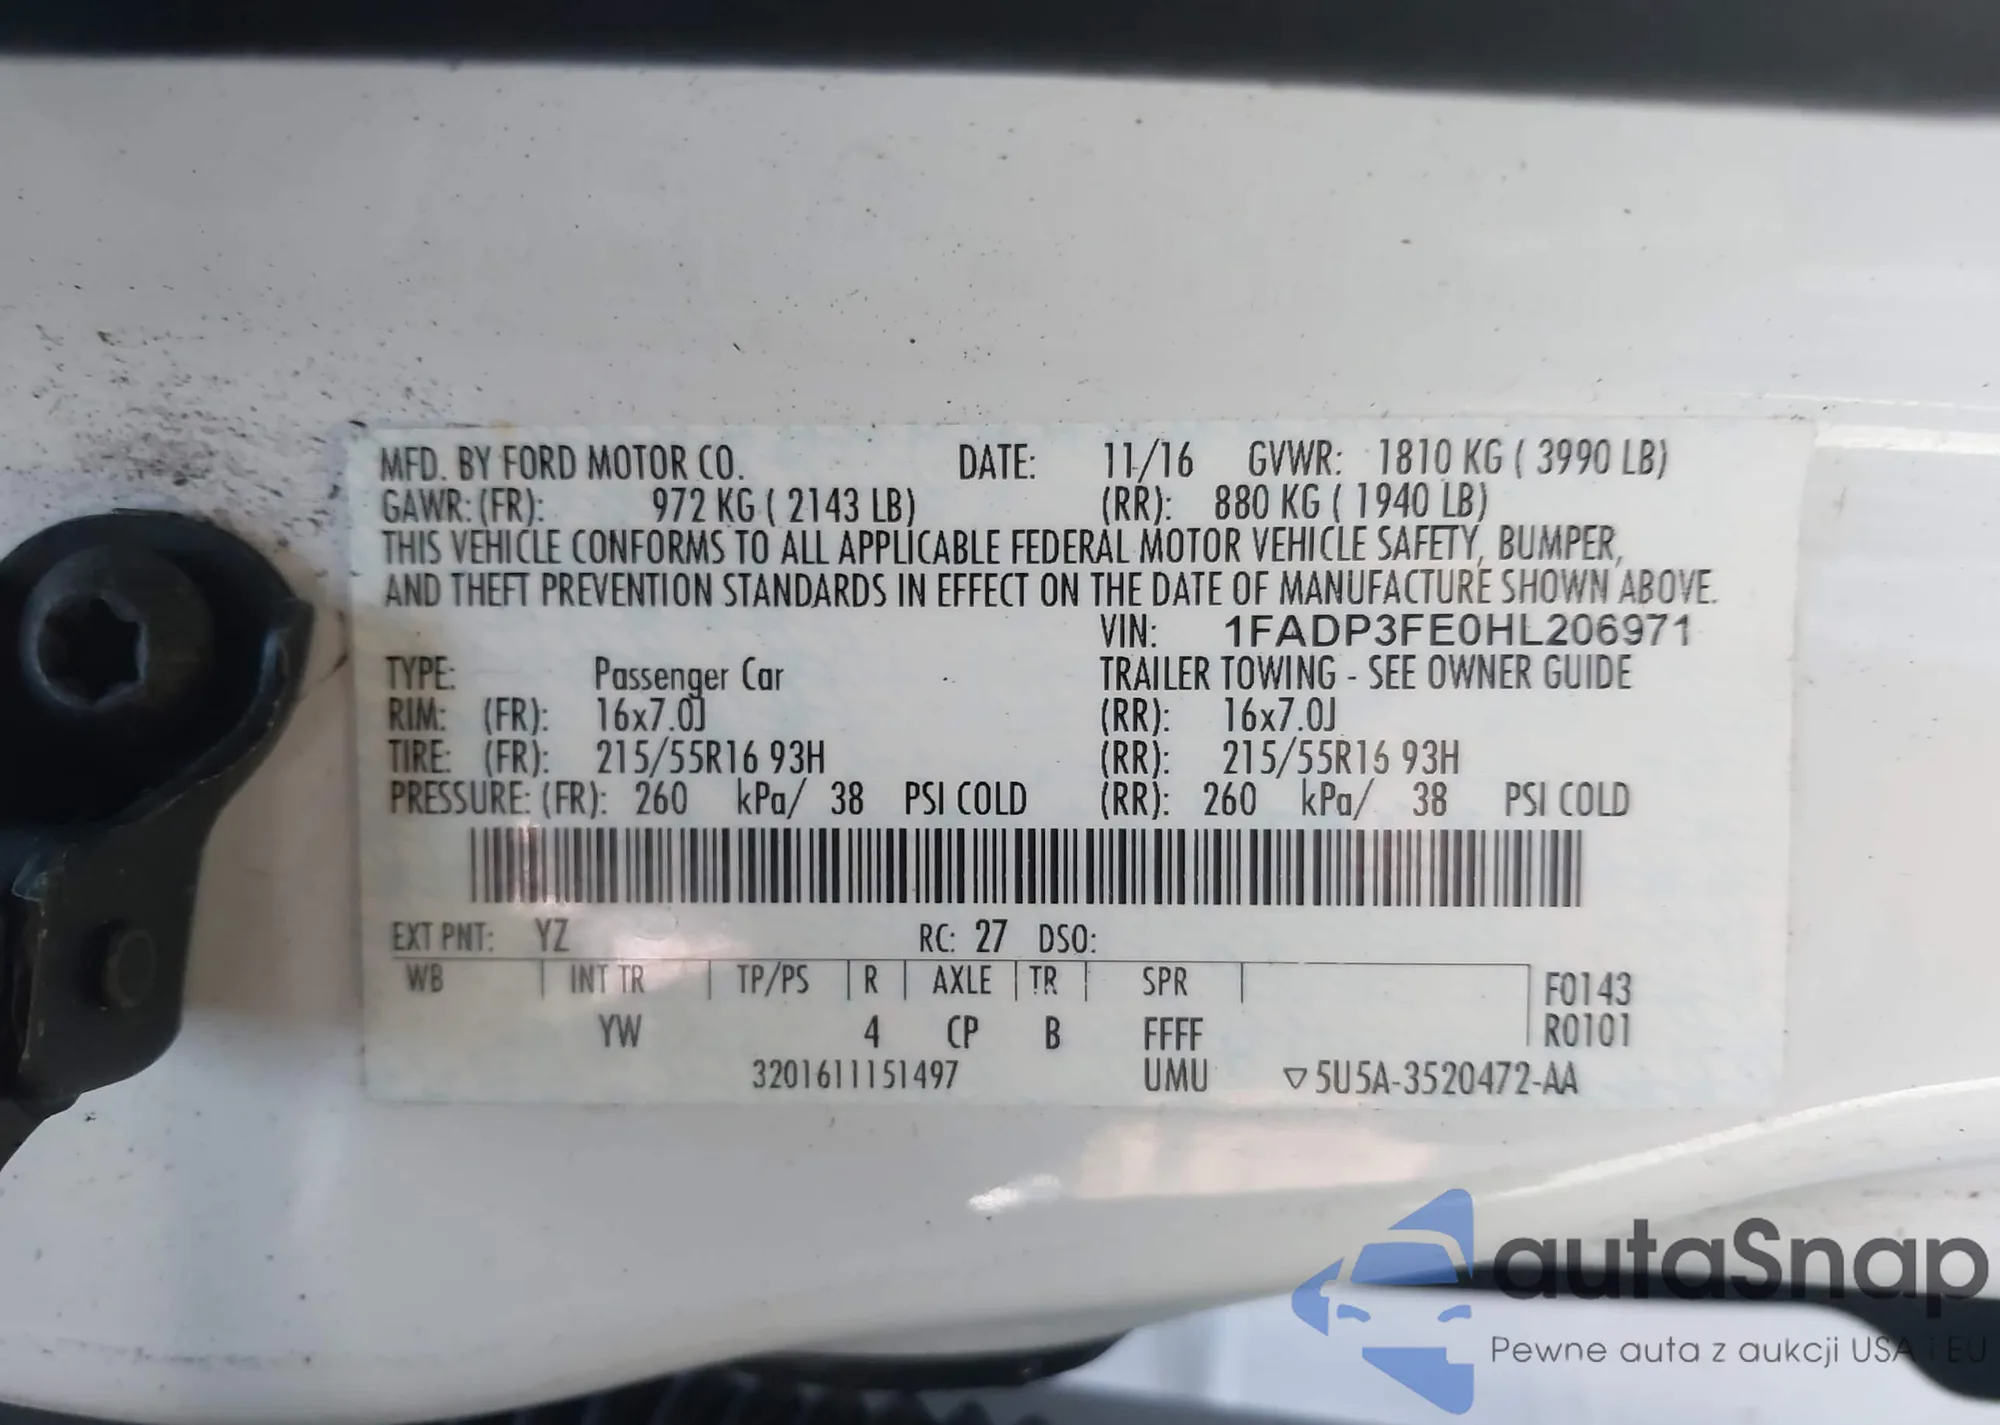 MFD. BY FORD MOTOR CO. DATE: 11/16 GVWR: 1810 KG ( 3990 LB)
GAWR: (FR): 972 KG ( 2143 LB) (RR): 880 KG ( 1940 LB)
THIS VEHICLE CONFORMS TO ALL APPLICABLE FEDERAL MOTOR VEHICLE SAFETY, BUMPER,
AND THEFT PREVENTION STANDARDS IN EFFECT ON THE DATE OF MANUFACTURE SHOWN ABOVE.
VIN: 1FADP3FE0HL206971
TYPE: Passenger Car TRAILER TOWING - SEE OWNER GUIDE
RIM: (FR): 16x7.0J (RR): 16x7.0J
TIRE: (FR): 215/55R16 93H (RR): 215/55R16 93H
PRESSURE: (FR): 260 kPa/ 38 PSI COLD (RR): 260 kPa/ 38 PSI COLD
EXT PNT: YZ RC: 27 DSO:
WB INT TR TP/PS R AXLE TR SPR F0143
YW 4 CP B FFFF R0101
3201611151497 UMU ▽5U5A-3520472-AA
autaSnap
Pewne auta z aukcji USA i EU